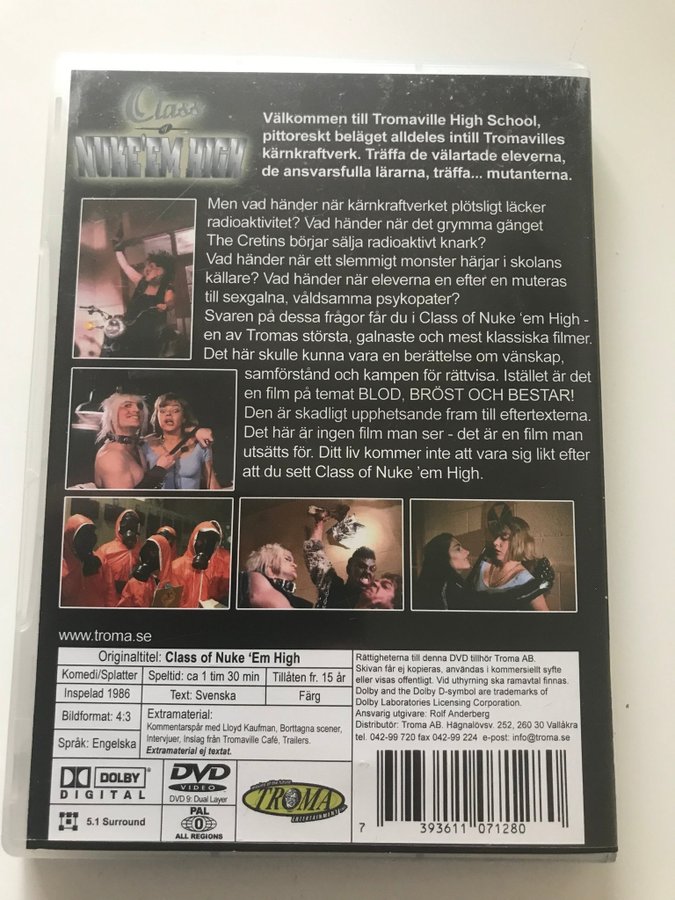 Class
of
NUKE'EM HIGH
Välkommen till Tromaville High School,
pittoreskt beläget alldeles intill Tromavilles
kärnkraftverk. Träffa de välartade eleverna,
de ansvarsfulla lärarna, träffa... mutanterna.
Men vad händer när kärnkraftverket plötsligt läcker
radioaktivitet? Vad händer när det grymma gänget
The Cretins börjar sälja radioaktivt knark?
Vad händer när ett slemmigt monster härjar i skolans
källare? Vad händer när eleverna en efter en muteras
till sexgalna, våldsamma psykopater?
Svaren på dessa frågor får du i Class of Nuke 'em High -
en av Tromas största, galnaste och mest klassiska filmer.
Det här skulle kunna vara en berättelse om vänskap,
samförstånd och kampen för rättvisa. Istället är det
en film på temat BLOD, BRÖST OCH BESTAR!
Den är skadligt upphetsande fram till eftertexterna.
Det här är ingen film man ser - det är en film man
utsätts för. Ditt liv kommer inte att vara sig likt efter
att du sett Class of Nuke 'em High.
www.troma.se
Originaltitel: Class of Nuke 'Em High
Komedi/Splatter Speltid: ca 1 tim 30 min Tillåten fr. 15 år
Inspelad 1986 Text: Svenska Färg
Bildformat: 4:3
Språk: Engelska
Extramaterial:
Kommentarspår med Lloyd Kaufman, Borttagna scener,
Intervjuer, Inslag från Tromaville Café, Trailers.
Extramaterial ej textat.
Rättigheterna till denna DVD tillhör Troma AB.
Skivan får ej kopieras, användas i kommersiellt syfte
eller visas offentligt. Vid uthyrning ska ramavtal finnas.
Dolby and the Dolby D-symbol are trademarks of
Dolby Laboratories Licensing Corporation.
Ansvarig utgivare: Rolf Anderberg
Distributör: Troma AB, Hägnalövsv. 252, 260 30 Vallåkra
tel. 042-99 720 fax 042-99 224 e-post: info@troma.se
DOLBY
DIGITAL
5.1 Surround
DVD
VIDEO
DVD 9: Dual Layer
PAL
0
ALL REGIONS
TROMA
ENTERTAINMENT
7 393611 071280